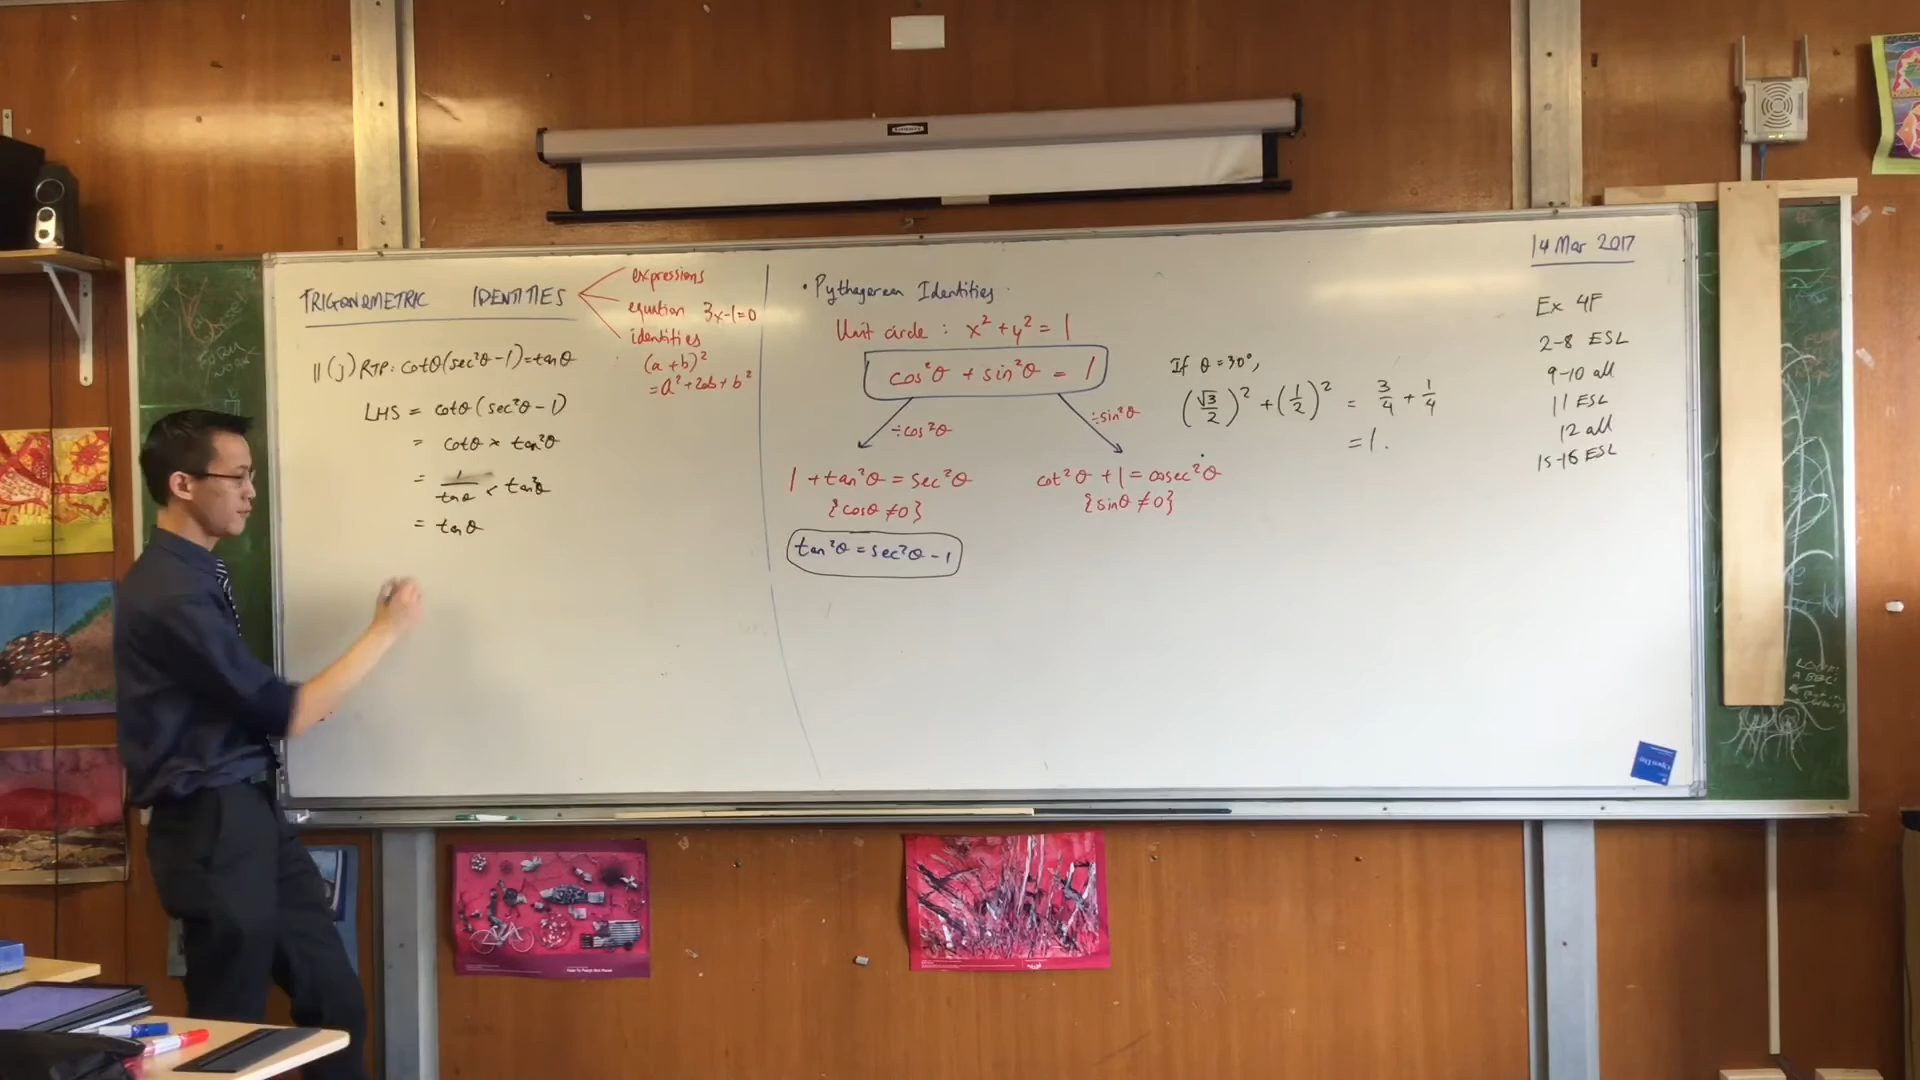 TRIGONOMETRIC IDENTITIES
expressions
equation 3x-1=0
identities
(a+b)²
=a²+2ab+b²
11 (j) RTP: cotθ(sec²θ-1)=tanθ
LHS = cotθ(sec²θ-1)
= cotθ × tan²θ
= 1/tanθ × tan²θ
= tanθ
• Pythagorean Identities
Unit circle : x²+y²=1
cos²θ + sin²θ = 1
÷cos²θ
÷sin²θ
1+tan²θ=sec²θ
{cosθ≠0}
cot²θ+1=cosec²θ
{sinθ≠0}
tan²θ=sec²θ-1
If θ=30°,
(√3/2)²+(1/2)² = 3/4+1/4
=1.
14 Mar 2017
Ex 4F
2-8 ESL
9-10 all
11 ESL
12 all
15-16 ESL